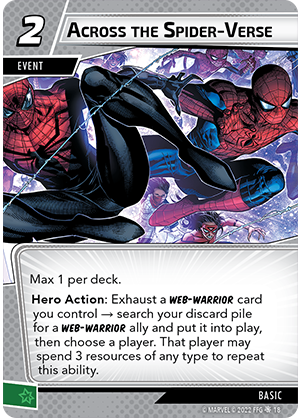 2
ACROSS THE SPIDER-VERSE
EVENT
Max 1 per deck.
Hero Action: Exhaust a WEB-WARRIOR card
you control → search your discard pile
for a WEB-WARRIOR ally and put it into play,
then choose a player. That player may
spend 3 resources of any type to repeat
this ability.
BASIC
© MARVEL © 2022 FFG 18